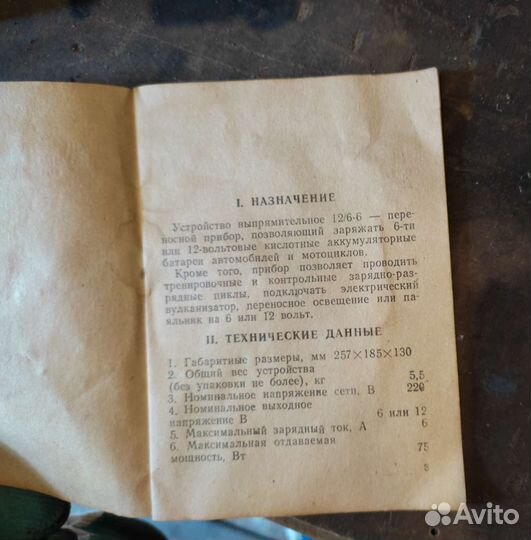 I. НАЗНАЧЕНИЕ
Устройство выпрямительное 12/6-6 — пере-
носной прибор, позволяющий заряжать 6-ти
или 12-вольтовые кислотные аккумуляторные
батареи автомобилей и мотоциклов.
Кроме того, прибор позволяет проводить
тренировочные и контрольные зарядно-раз-
рядные циклы, подключать электрический
вулканизатор, переносное освещение или па-
яльник на 6 или 12 вольт.
II. ТЕХНИЧЕСКИЕ ДАННЫЕ
1. Габаритные размеры, мм 257×185×130
2. Общий вес устройства
(без упаковки не более), кг 5,5
3. Номинальное напряжение сети, В 220
4. Номинальное выходное
напряжение В 6 или 12
5. Максимальный зарядный ток, А 6
6. Максимальная отдаваемая
мощность, Вт 75
3
Avito